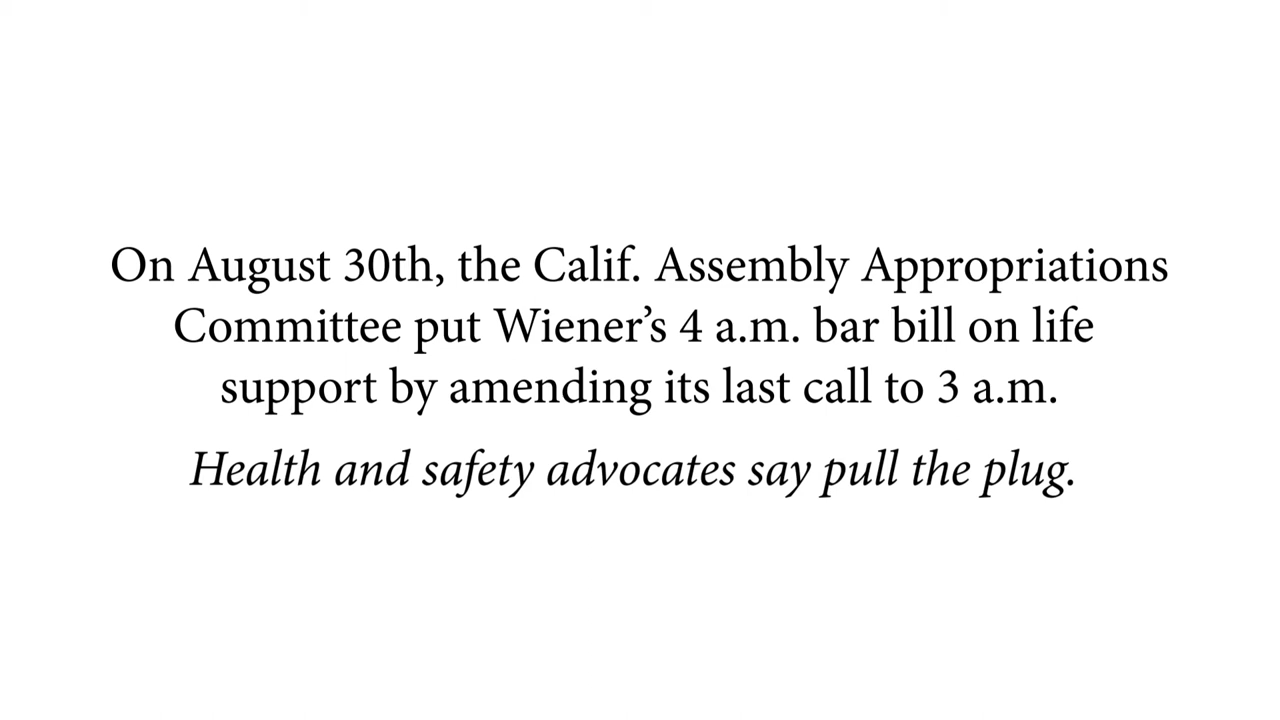 On August 30th, the Calif. Assembly Appropriations
Committee put Wiener’s 4 a.m. bar bill on life
support by amending its last call to 3 a.m.
Health and safety advocates say pull the plug.